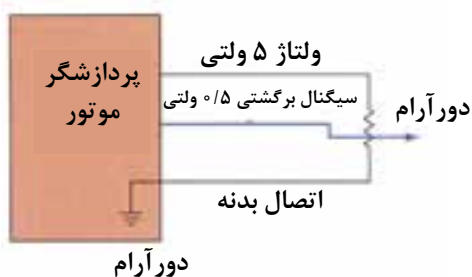 ولتاژ ۵ ولتی
پردازشگر
موتور
سیگنال برگشتی ۰/۵ ولتی
دورآرام
اتصال بدنه
دورآرام